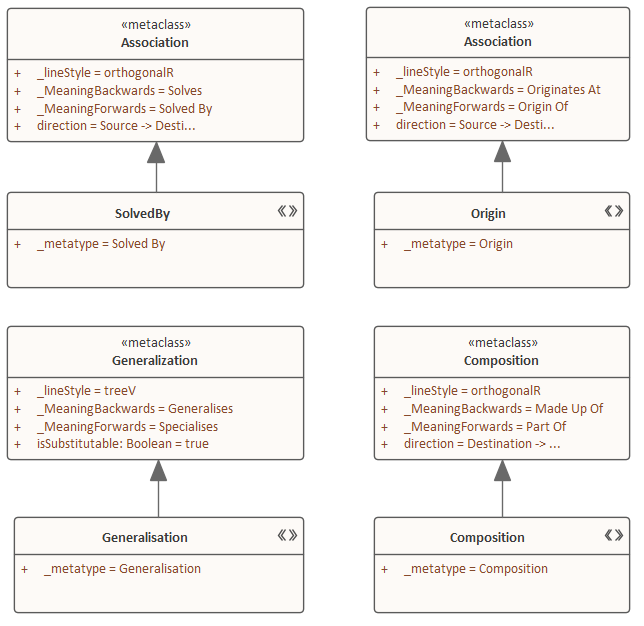 «metaclass»
Association
+ _lineStyle = orthogonalR
+ _MeaningBackwards = Solves
+ _MeaningForwards = Solved By
+ direction = Source -> Desti...
SolvedBy
+ _metatype = Solved By
«metaclass»
Association
+ _lineStyle = orthogonalR
+ _MeaningBackwards = Originates At
+ _MeaningForwards = Origin Of
+ direction = Source -> Desti...
Origin
+ _metatype = Origin
«metaclass»
Generalization
+ _lineStyle = treeV
+ _MeaningBackwards = Generalises
+ _MeaningForwards = Specialises
+ isSubstitutable: Boolean = true
Generalisation
+ _metatype = Generalisation
«metaclass»
Composition
+ _lineStyle = orthogonalR
+ _MeaningBackwards = Made Up Of
+ _MeaningForwards = Part Of
+ direction = Destination -> ...
Composition
+ _metatype = Composition